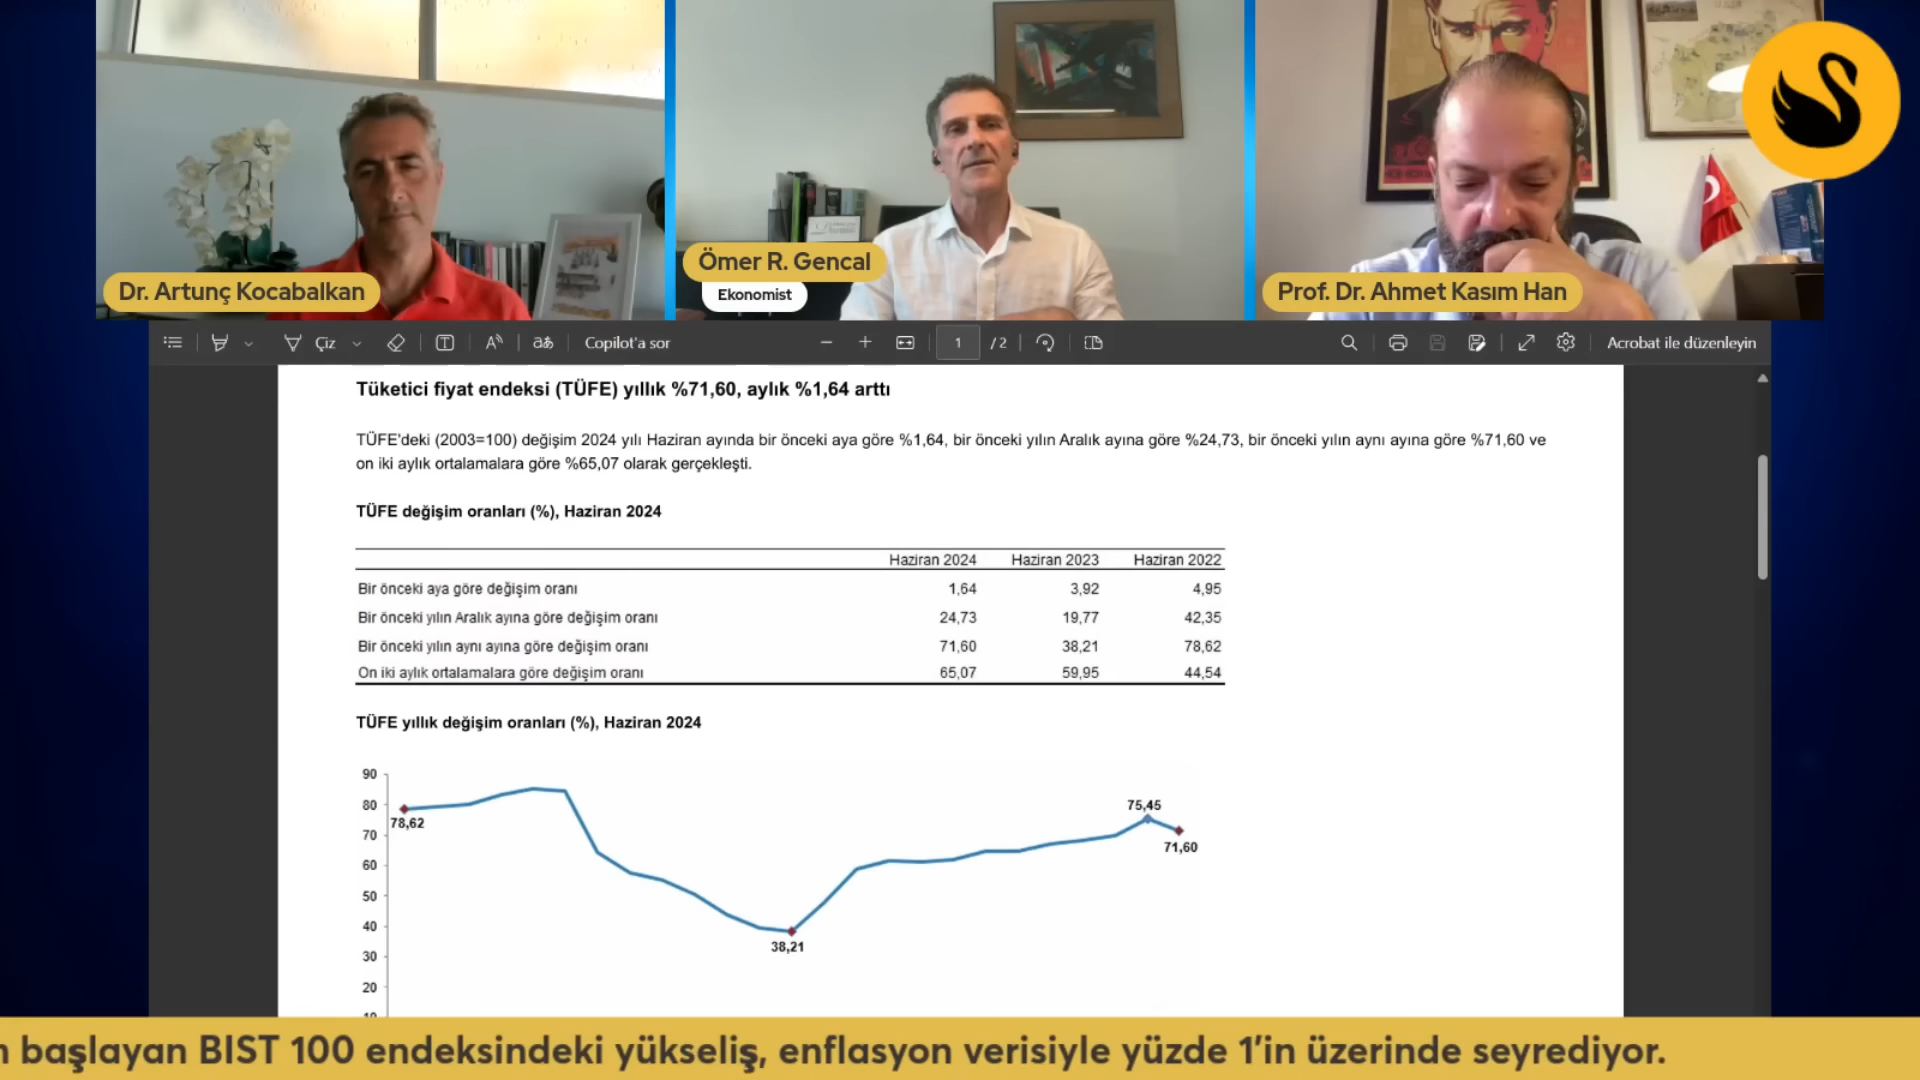 Dr. Artunç Kocabalkan
Ömer R. Gencal
Ekonomist
Prof. Dr. Ahmet Kasım Han
Çiz
Copilot'a sor
1 / 2
Acrobat ile düzenleyin
Tüketici fiyat endeksi (TÜFE) yıllık %71,60, aylık %1,64 arttı
TÜFE'deki (2003=100) değişim 2024 yılı Haziran ayında bir önceki aya göre %1,64, bir önceki yılın Aralık ayına göre %24,73, bir önceki yılın aynı ayına göre %71,60 ve
on iki aylık ortalamalara göre %65,07 olarak gerçekleşti.
TÜFE değişim oranları (%), Haziran 2024
Haziran 2024 Haziran 2023 Haziran 2022
Bir önceki aya göre değişim oranı 1,64 3,92 4,95
Bir önceki yılın Aralık ayına göre değişim oranı 24,73 19,77 42,35
Bir önceki yılın aynı ayına göre değişim oranı 71,60 38,21 78,62
On iki aylık ortalamalara göre değişim oranı 65,07 59,95 44,54
TÜFE yıllık değişim oranları (%), Haziran 2024
90
80
70
60
50
40
30
20
78,62
38,21
75,45
71,60
başlayan BIST 100 endeksindeki yükseliş, enflasyon verisiyle yüzde 1'in üzerinde seyrediyor.